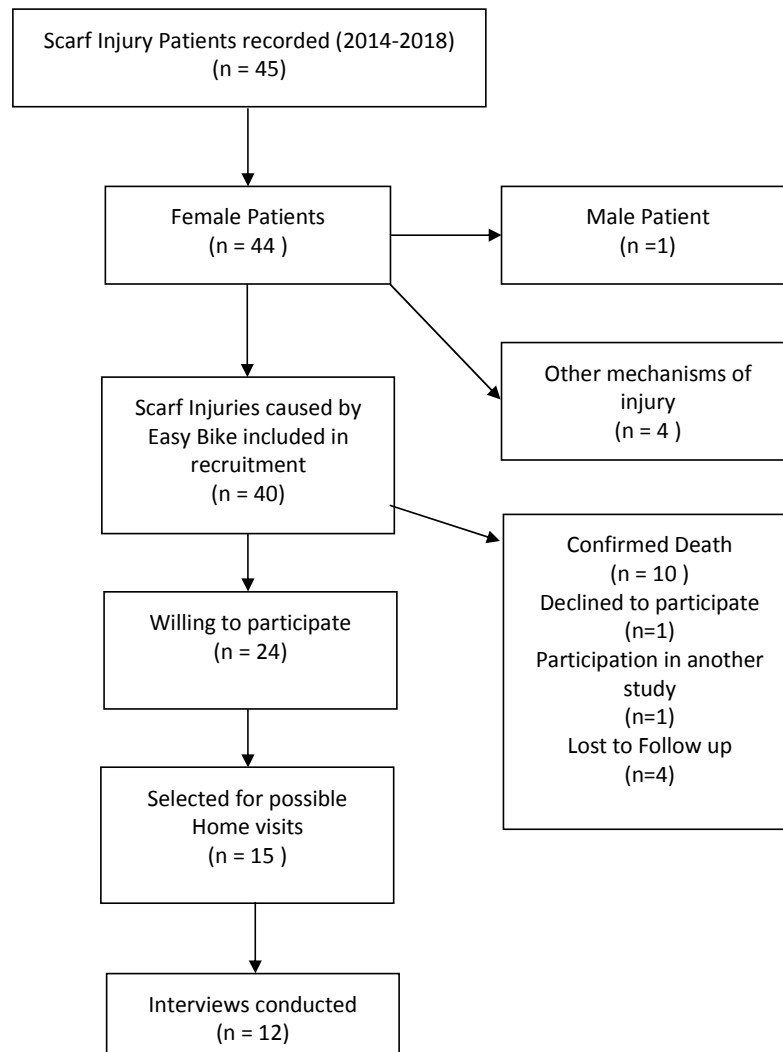 Scarf Injury Patients recorded (2014-2018)
(n = 45)
Female Patients
(n = 44 )
Male Patient
(n =1)
Other mechanisms of
injury
(n = 4 )
Scarf Injuries caused by
Easy Bike included in
recruitment
(n = 40)
Confirmed Death
(n = 10 )
Declined to participate
(n=1)
Participation in another
study
(n=1)
Lost to Follow up
(n=4)
Willing to participate
(n = 24)
Selected for possible
Home visits
(n = 15 )
Interviews conducted
(n = 12)